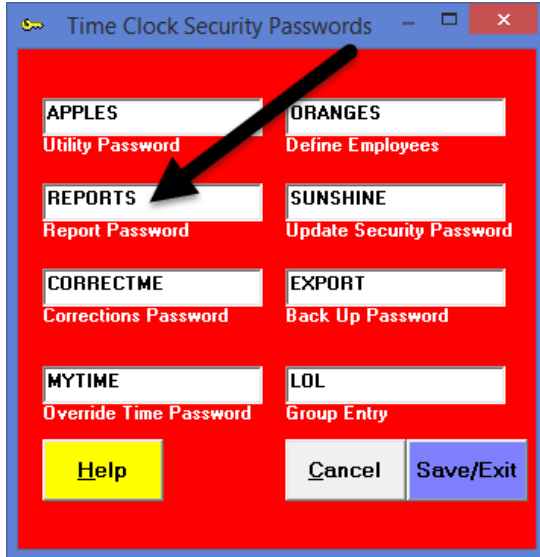 Time Clock Security Passwords
APPLES
ORANGES
Utility Password
Define Employees
REPORTS
SUNSHINE
Report Password
Update Security Password
CORRECTME
EXPORT
Corrections Password
Back Up Password
MYTIME
LOL
Override Time Password
Group Entry
Help
Cancel
Save/Exit